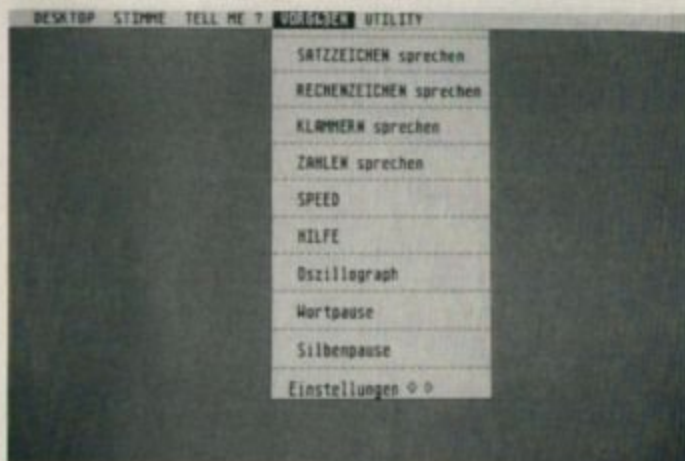 DESKTOP STIMME TELL ME ? VORGABEN UTILITY
SATZZEICHEN sprechen
RECHENZEICHEN sprechen
KLAMMERN sprechen
ZAHLEN sprechen
SPEED
HILFE
Oszillograph
Wortpause
Silbenpause
Einstellungen ◇ ◇